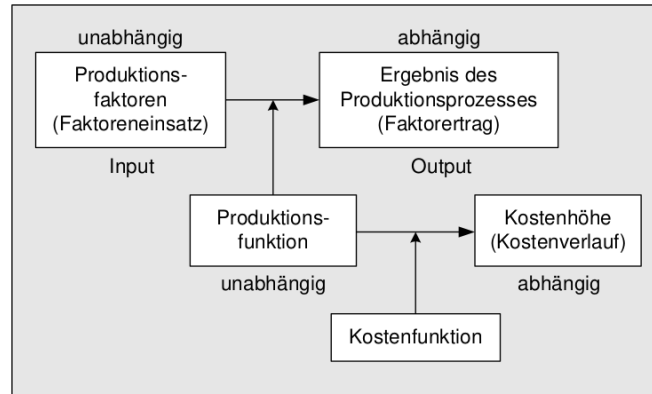 unabhängig
abhängig
Produktions-
faktoren
(Faktoreneinsatz)
Ergebnis des
Produktionsprozesses
(Faktorertrag)
Input
Output
Produktions-
funktion
Kostenhöhe
(Kostenverlauf)
unabhängig
abhängig
Kostenfunktion